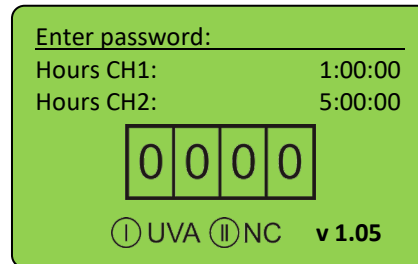 Enter password:
Hours CH1: 1:00:00
Hours CH2: 5:00:00
0 0 0 0
Ⓘ UVA Ⓘ︎Ⓘ NC v 1.05